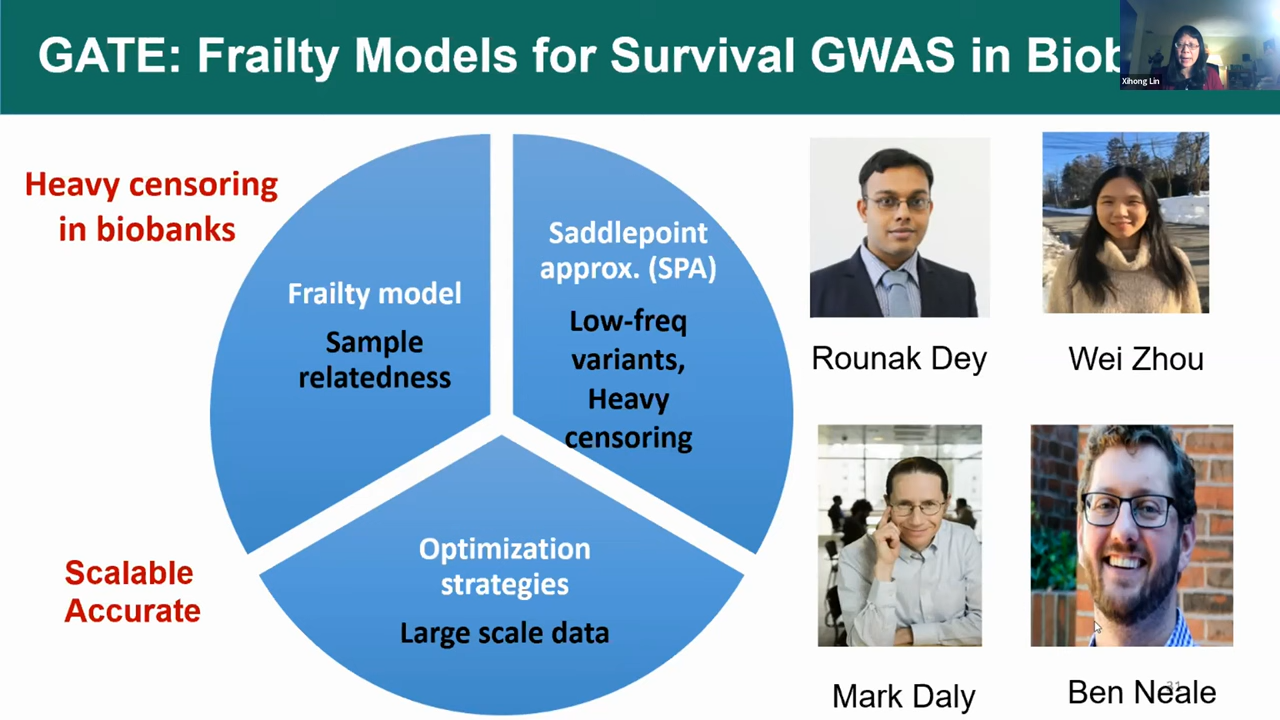 GATE: Frailty Models for Survival GWAS in Biob
Xihong Lin
Heavy censoring
in biobanks
Frailty model
Sample
relatedness
Saddlepoint
approx. (SPA)
Low-freq
variants,
Heavy
censoring
Optimization
strategies
Large scale data
Scalable
Accurate
Rounak Dey
Wei Zhou
Mark Daly
Ben Neale
31